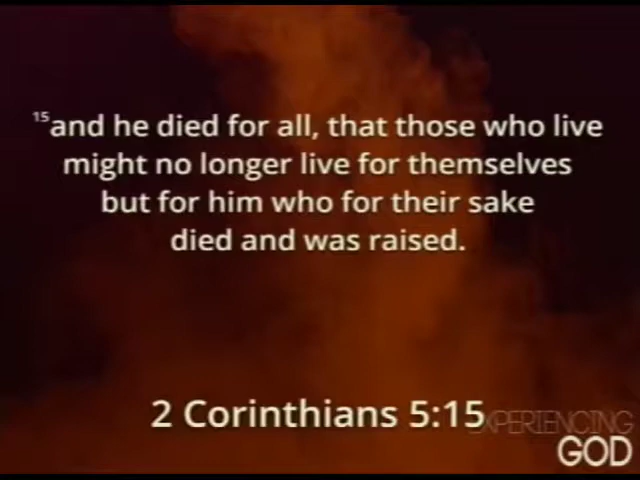 15and he died for all, that those who live
might no longer live for themselves
but for him who for their sake
died and was raised.
2 Corinthians 5:15
EXPERIENCING
GOD